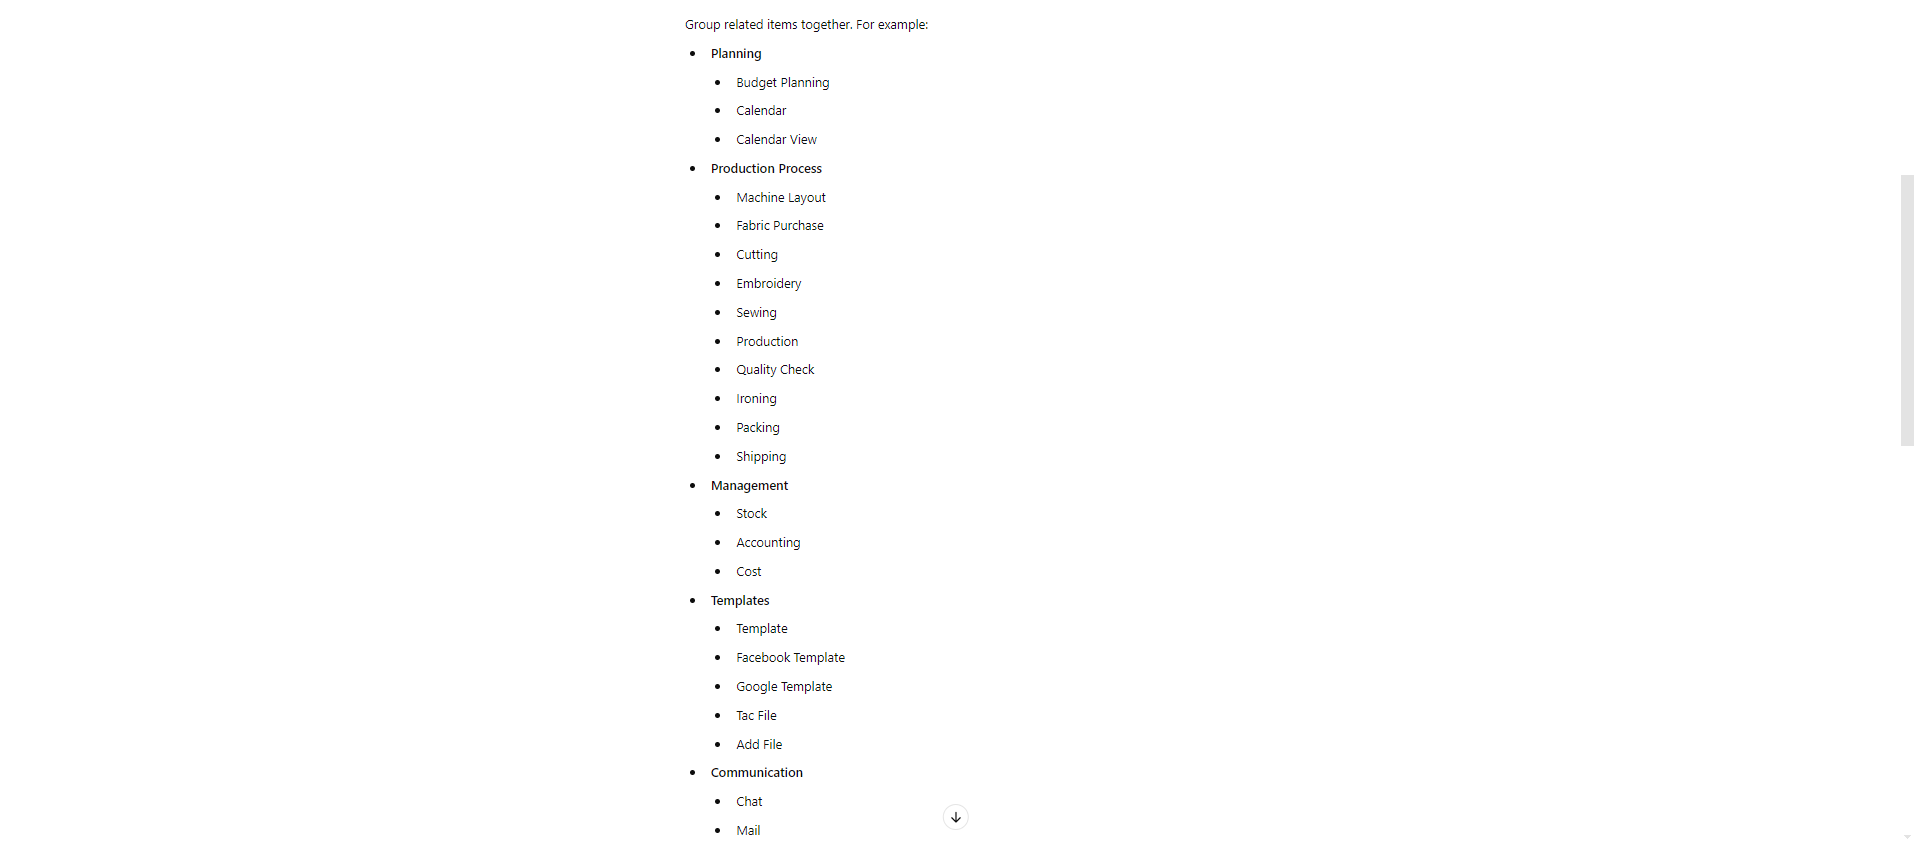 Group related items together. For example:
Planning
Budget Planning
Calendar
Calendar View
Production Process
Machine Layout
Fabric Purchase
Cutting
Embroidery
Sewing
Production
Quality Check
Ironing
Packing
Shipping
Management
Stock
Accounting
Cost
Templates
Template
Facebook Template
Google Template
Tac File
Add File
Communication
Chat
Mail